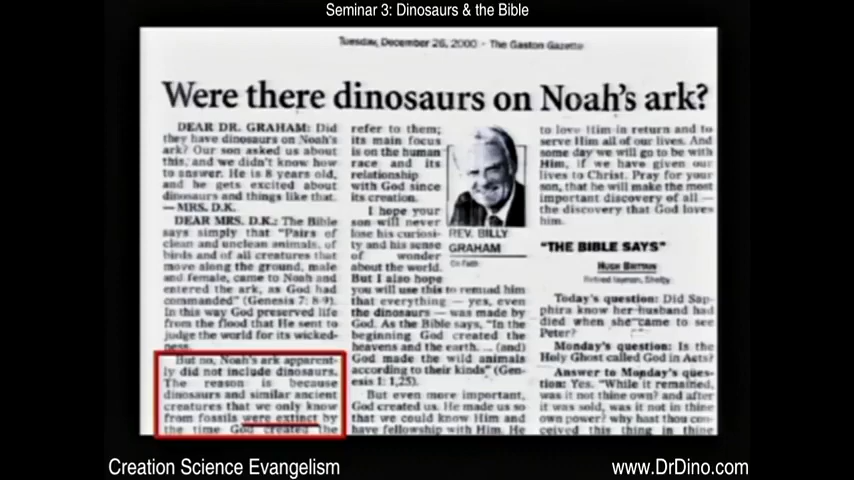 Seminar 3: Dinosaurs & the Bible
Tuesday, December 26, 2000 - The Gaston Gazette
Were there dinosaurs on Noah's ark?
DEAR DR. GRAHAM: Did
they have dinosaurs on Noah's
ark? Our son asked us about
this, and we didn't know how
to answer. He is 8 years old,
and he gets excited about
dinosaurs and things like that.
— MRS. D.K.
DEAR MRS. D.K.: The Bible
says simply that "Pairs of
clean and unclean animals, of
birds and of all creatures that
move along the ground, male
and female, came to Noah and
entered the ark, as God had
commanded" (Genesis 7: 8-9).
In this way God preserved life
from the flood that He sent to
judge the world for its wicked-
ness.
But no, Noah's ark apparent-
ly did not include dinosaurs.
The reason is because
dinosaurs and similar ancient
creatures that we only know
from fossils were extinct by
the time God created the
refer to them;
its main focus
is on the human
race and its
relationship
with God since
its creation.
I hope your
son will never
lose his curiosi-
ty and his sense
of wonder
about the world.
But I also hope
you will use this to remind him
that everything — yes, even
the dinosaurs — was made by
God. As the Bible says, "In the
beginning God created the
heavens and the earth. ... (and)
God made the wild animals
according to their kinds" (Gen-
esis 1: 1,25).
But even more important,
God created us. He made us so
that we could know Him and
have fellowship with Him. He
REV. BILLY
GRAHAM
to love Him in return and to
serve Him all of our lives. And
some day we will go to be with
Him, if we have given our
lives to Christ. Pray for your
son, that he will make the most
important discovery of all —
the discovery that God loves
him.
"THE BIBLE SAYS"
Today's question: Did Sap-
phira know her husband had
died when she came to see
Peter?
Monday's question: Is the
Holy Ghost called God in Acts?
Answer to Monday's ques-
tion: Yes. "While it remained,
was it not thine own? and after
it was sold, was it not in thine
own power? why hast thou con-
ceived this thing in thine
Creation Science Evangelism
www.DrDino.com